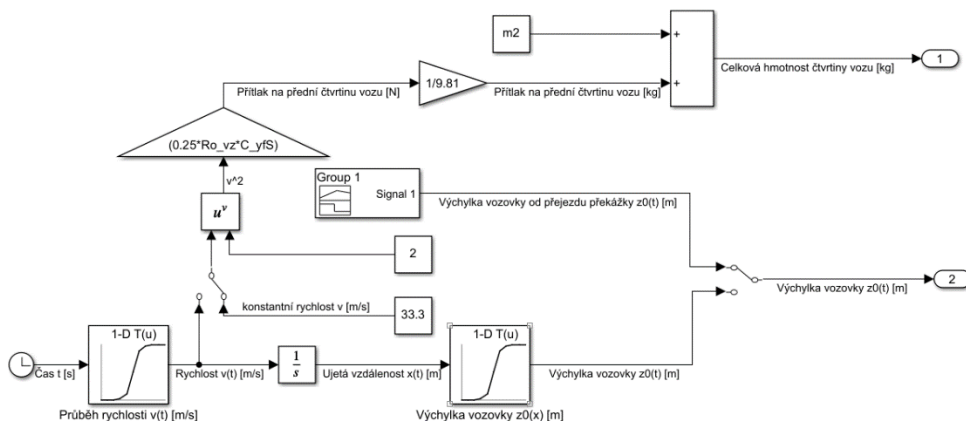 m2
+
1
Celková hmotnost čtvrtiny vozu [kg]
1/9.81
+
Přítlak na přední čtvrtinu vozu [N]
Přítlak na přední čtvrtinu vozu [kg]
(0.25*Ro_vz*C_yfS)
v^2
Group 1
Signal 1
Výchylka vozovky od přejezdu překážky z0(t) [m]
u^v
2
2
Výchylka vozovky z0(t) [m]
konstantní rychlost v [m/s]
33.3
1-D T(u)
1-D T(u)
1
s
Čas t [s]
Rychlost v(t) [m/s]
Ujetá vzdálenost x(t) [m]
Výchylka vozovky z0(t) [m]
Průběh rychlosti v(t) [m/s]
Výchylka vozovky z0(x) [m]